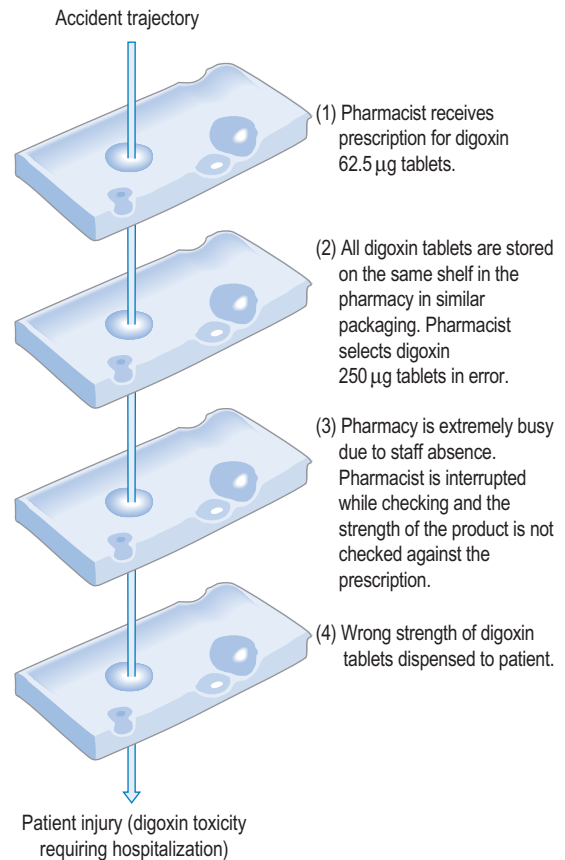 Accident trajectory
(1) Pharmacist receives
prescription for digoxin
62.5 µg tablets.
(2) All digoxin tablets are stored
on the same shelf in the
pharmacy in similar
packaging. Pharmacist
selects digoxin
250 µg tablets in error.
(3) Pharmacy is extremely busy
due to staff absence.
Pharmacist is interrupted
while checking and the
strength of the product is not
checked against the
prescription.
(4) Wrong strength of digoxin
tablets dispensed to patient.
Patient injury (digoxin toxicity
requiring hospitalization)